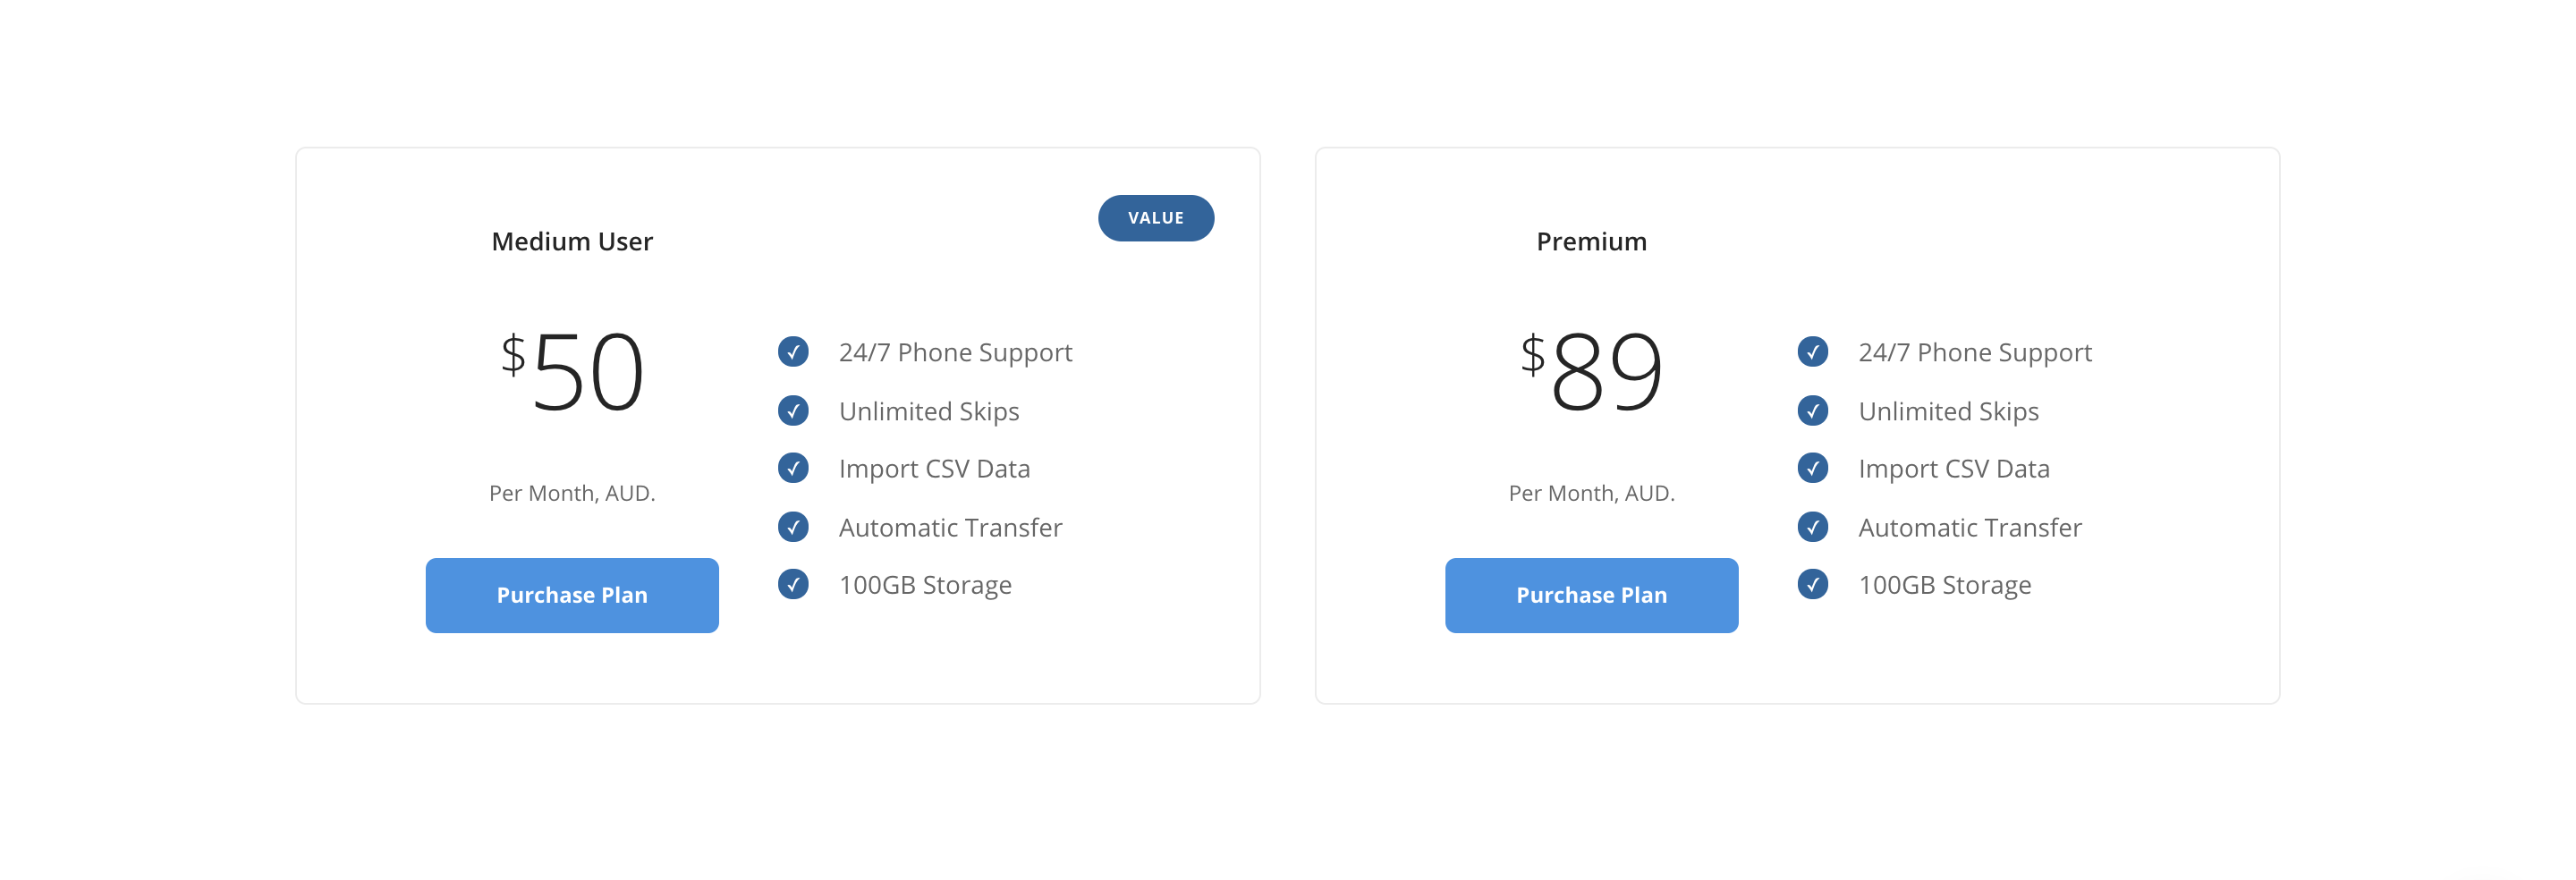 VALUE
Medium User
$50
Per Month, AUD.
Purchase Plan
24/7 Phone Support
Unlimited Skips
Import CSV Data
Automatic Transfer
100GB Storage
Premium
$89
Per Month, AUD.
Purchase Plan
24/7 Phone Support
Unlimited Skips
Import CSV Data
Automatic Transfer
100GB Storage